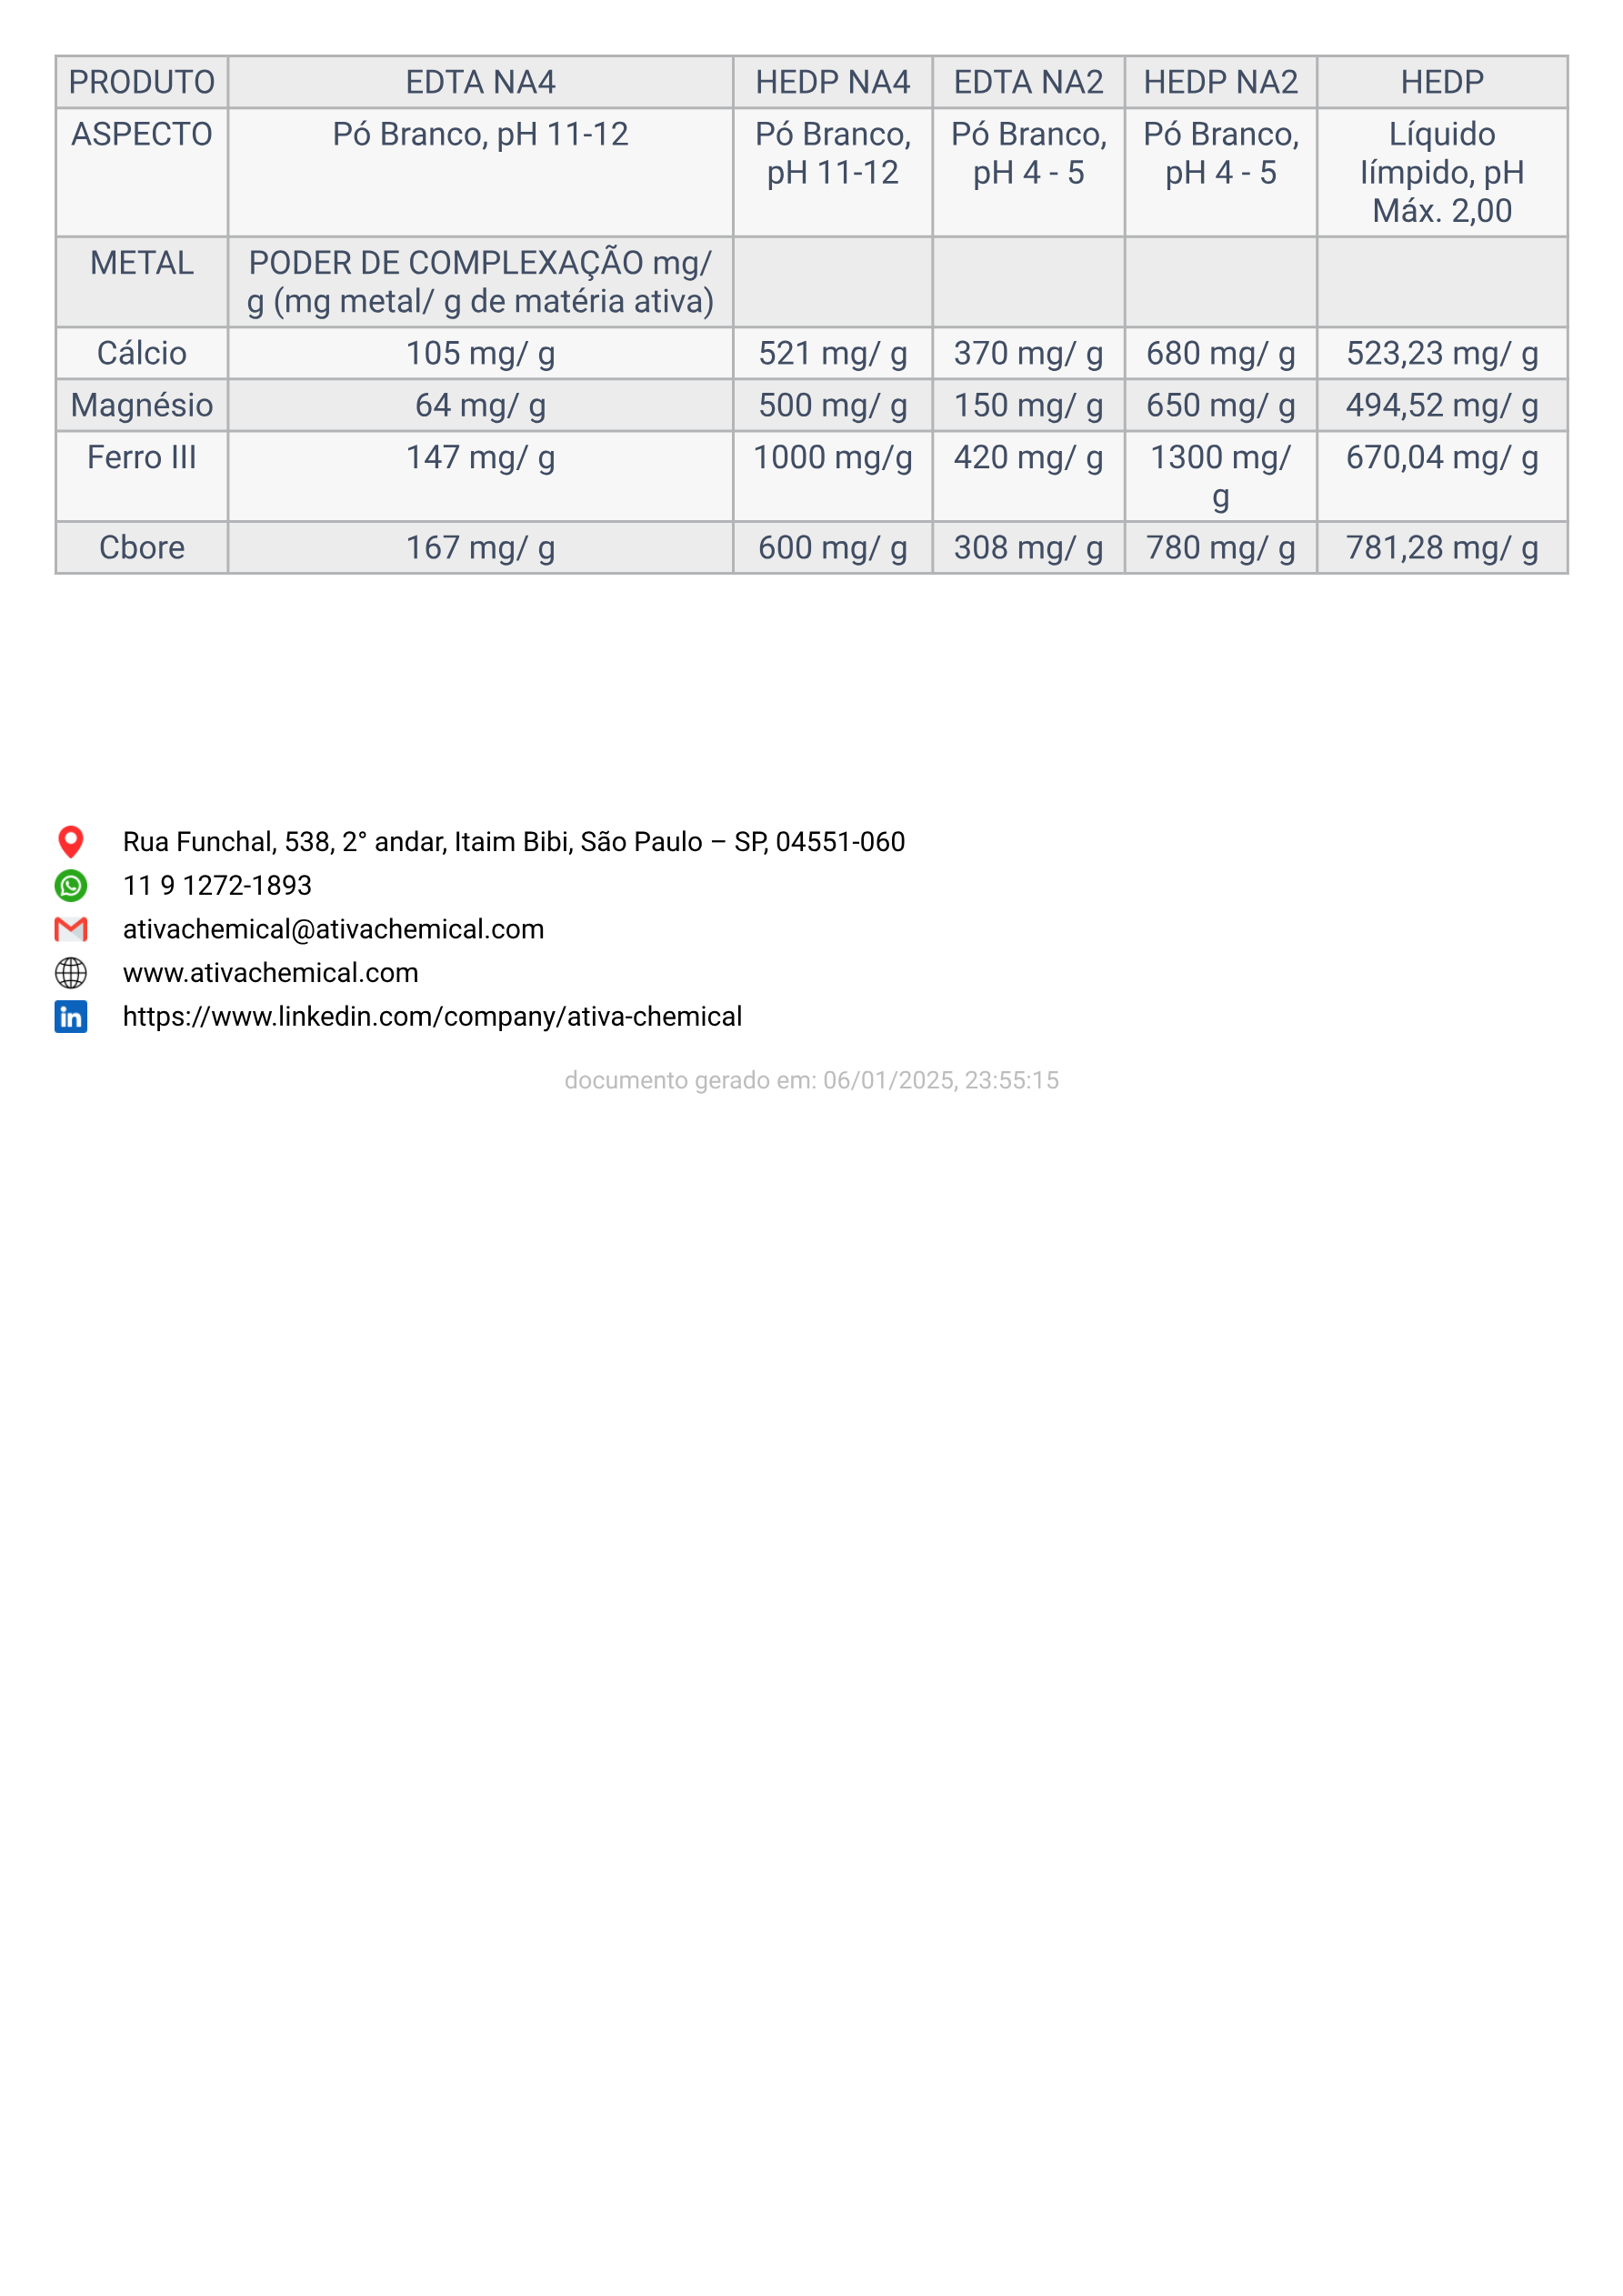 PRODUTO EDTA NA4 HEDP NA4 EDTA NA2 HEDP NA2 HEDP
ASPECTO Pó Branco, pH 11-12 Pó Branco, Pó Branco, Pó Branco, Líquido
pH 11-12 pH 4 - 5 pH 4 - 5 límpido, pH
Máx. 2,00
METAL PODER DE COMPLEXAÇÃO mg/
g (mg metal/ g de matéria ativa)
Cálcio 105 mg/ g 521 mg/ g 370 mg/ g 680 mg/ g 523,23 mg/ g
Magnésio 64 mg/ g 500 mg/ g 150 mg/ g 650 mg/ g 494,52 mg/ g
Ferro III 147 mg/ g 1000 mg/g 420 mg/ g 1300 mg/ 670,04 mg/ g
g
Cbore 167 mg/ g 600 mg/ g 308 mg/ g 780 mg/ g 781,28 mg/ g
Rua Funchal, 538, 2° andar, Itaim Bibi, São Paulo – SP, 04551-060
11 9 1272-1893
ativachemical@ativachemical.com
www.ativachemical.com
https://www.linkedin.com/company/ativa-chemical
documento gerado em: 06/01/2025, 23:55:15